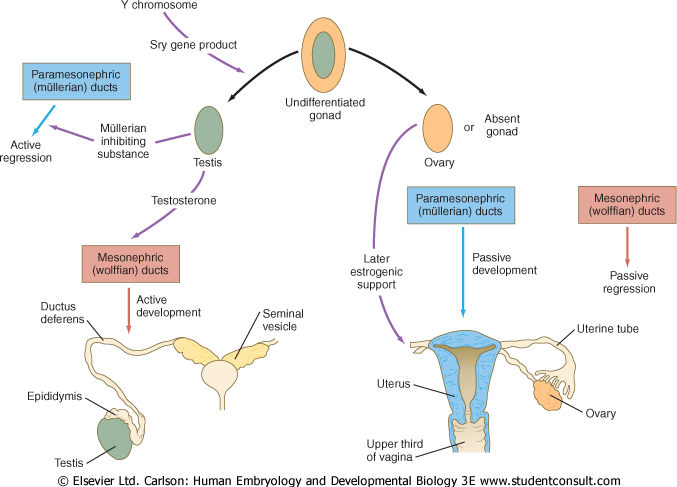 Y chromosome
Sry gene product
Undifferentiated
gonad
Paramesonephric
(müllerian) ducts
Active
regression
Müllerian
inhibiting
substance
Testis
Ovary
or
Absent
gonad
Testosterone
Mesonephric
(wolffian) ducts
Active
development
Ductus
deferens
Seminal
vesicle
Epididymis
Testis
Paramesonephric
(müllerian) ducts
Mesonephric
(wolffian) ducts
Later
estrogenic
support
Passive
development
Passive
regression
Uterine tube
Uterus
Ovary
Upper third
of vagina
© Elsevier Ltd. Carlson: Human Embryology and Developmental Biology 3E www.studentconsult.com